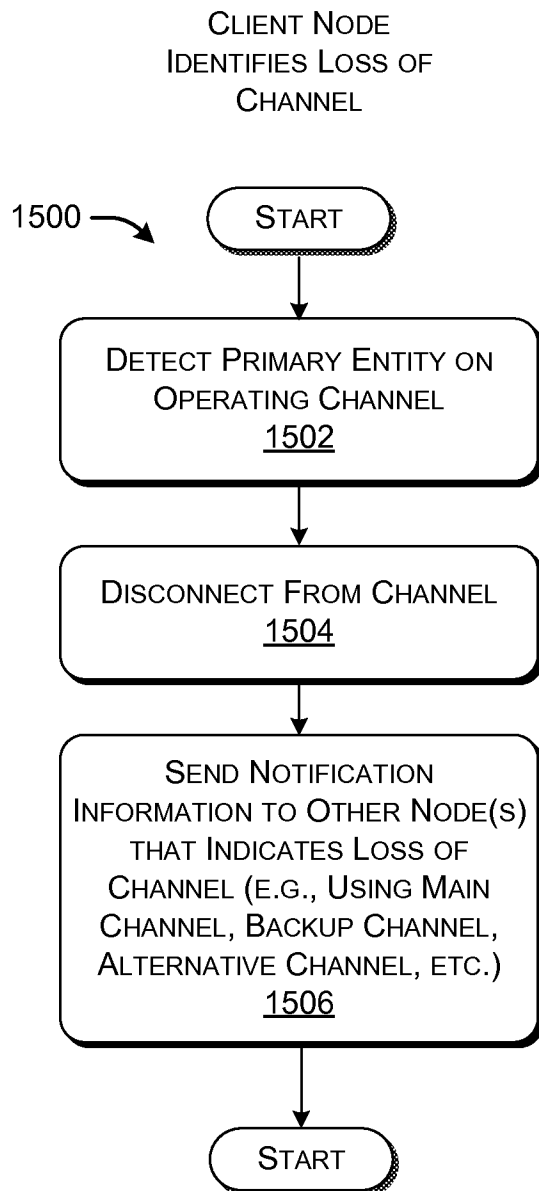 CLIENT NODE
IDENTIFIES LOSS OF
CHANNEL
1500
START
DETECT PRIMARY ENTITY ON
OPERATING CHANNEL
1502
DISCONNECT FROM CHANNEL
1504
SEND NOTIFICATION
INFORMATION TO OTHER NODE(S)
THAT INDICATES LOSS OF
CHANNEL (E.G., USING MAIN
CHANNEL, BACKUP CHANNEL,
ALTERNATIVE CHANNEL, ETC.)
1506
START